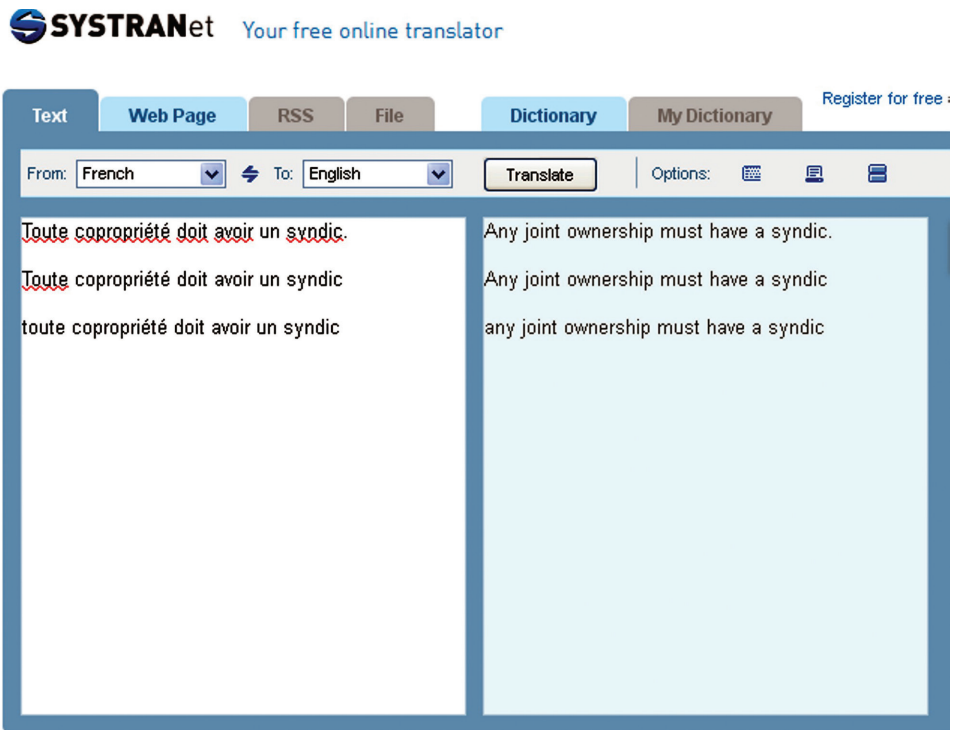 SYSTRANet Your free online translator
Register for free
Text Web Page RSS File Dictionary My Dictionary
From: French To: English Translate Options:
Toute copropriété doit avoir un syndic. Any joint ownership must have a syndic.
Toute copropriété doit avoir un syndic Any joint ownership must have a syndic
toute copropriété doit avoir un syndic any joint ownership must have a syndic